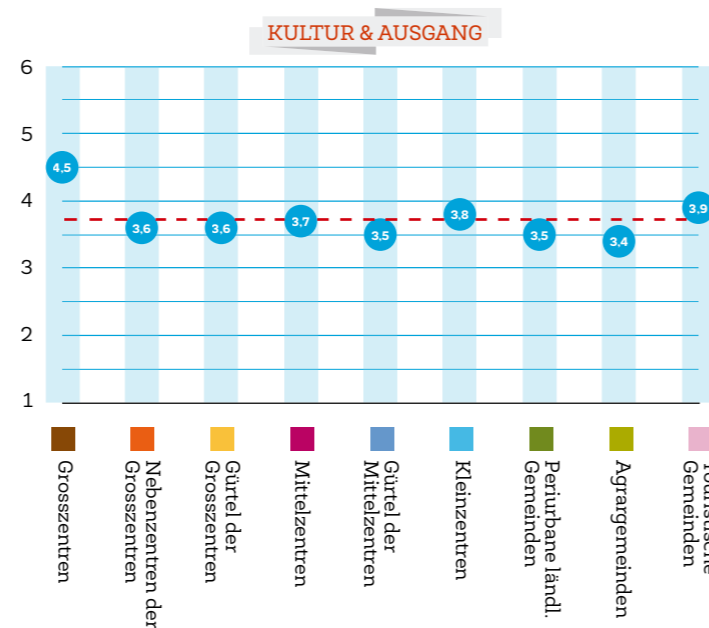 KULTUR & AUSGANG
6
5
4
3
2
1
4,5
3,6
3,6
3,7
3,5
3,8
3,5
3,4
3,9
Grosszentren
Nebenzentren der
Grosszentren
Gürtel der
Grosszentren
Mittelzentren
Gürtel der
Mittelzentren
Kleinzentren
Periurbane ländl.
Gemeinden
Agrargemeinden
Touristische
Gemeinden